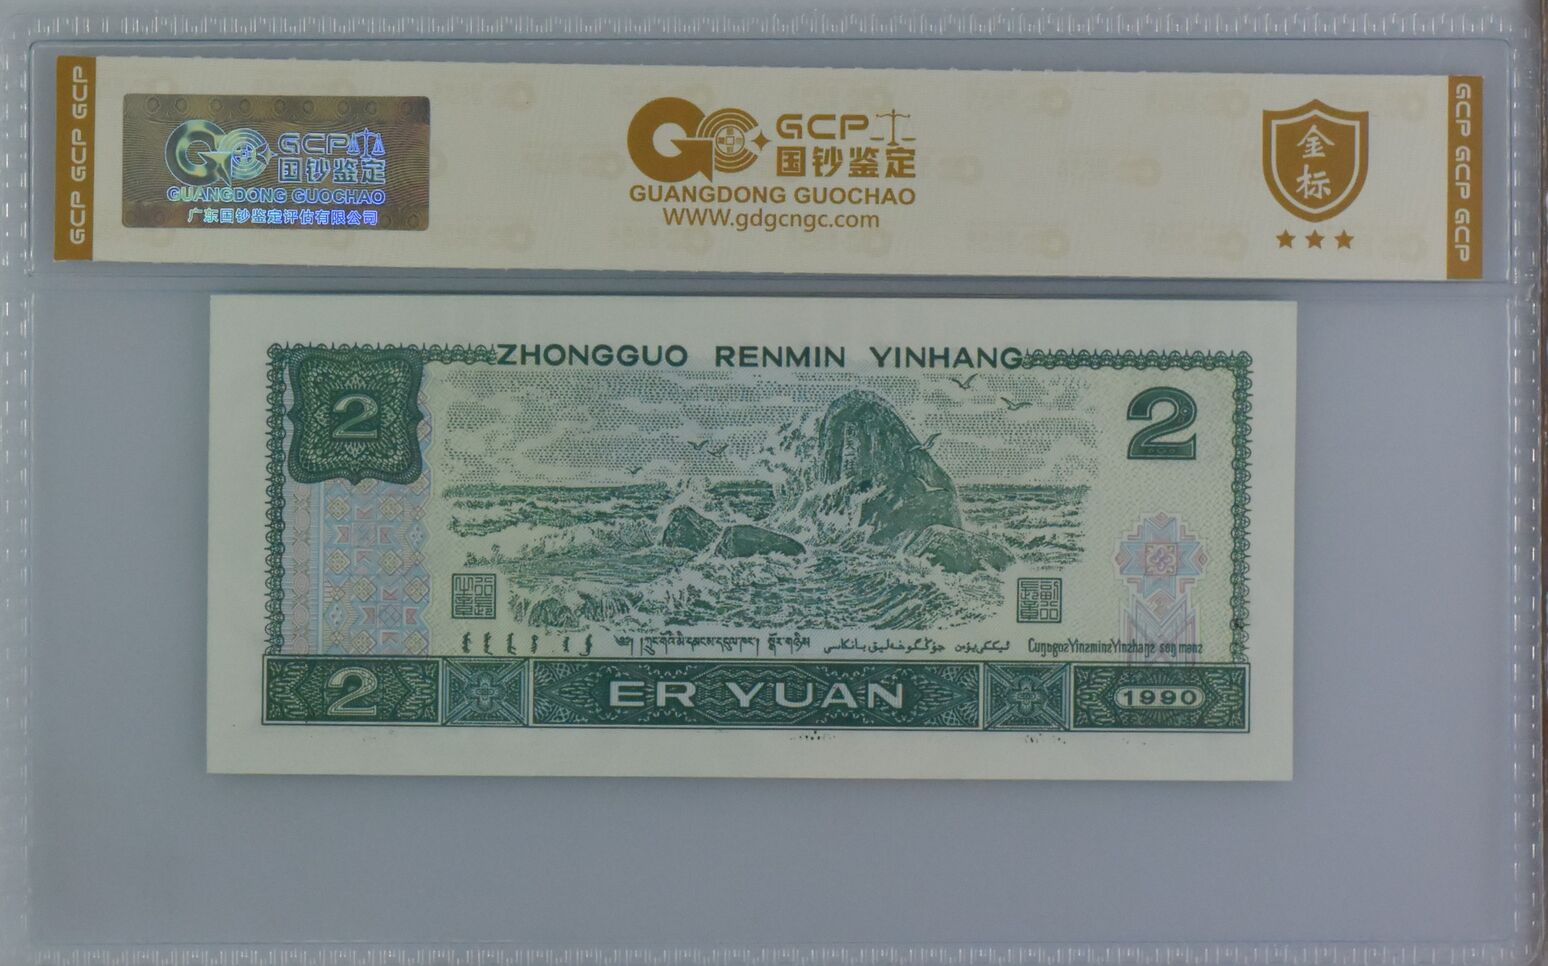 GCP GCP GCP
GCP
国钞鉴定
GUANGDONG GUOCHAO
广东国钞鉴定评估有限公司
GCP
国钞鉴定
GUANGDONG GUOCHAO
WWW.gdgcngc.com
金标
GCP GCP GCP
ZHONGGUO RENMIN YINHANG
2
2
2
ER YUAN
1990